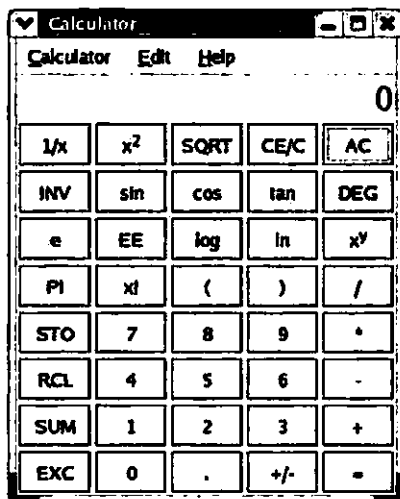 Calculator
Calculator Edit Help
0
1/x x² SQRT CE/C AC
INV sin cos tan DEG
e EE log ln xʸ
PI x! ( ) /
STO 7 8 9 *
RCL 4 5 6 -
SUM 1 2 3 +
EXC 0 . +/- =